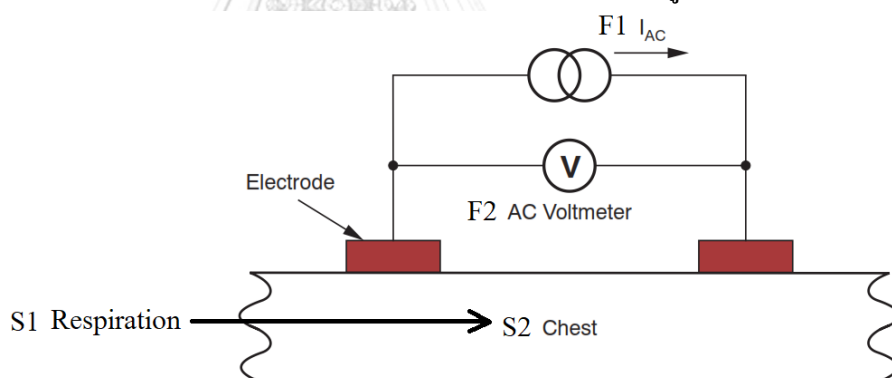 F1 I_AC
V
Electrode
F2 AC Voltmeter
S1 Respiration
S2 Chest